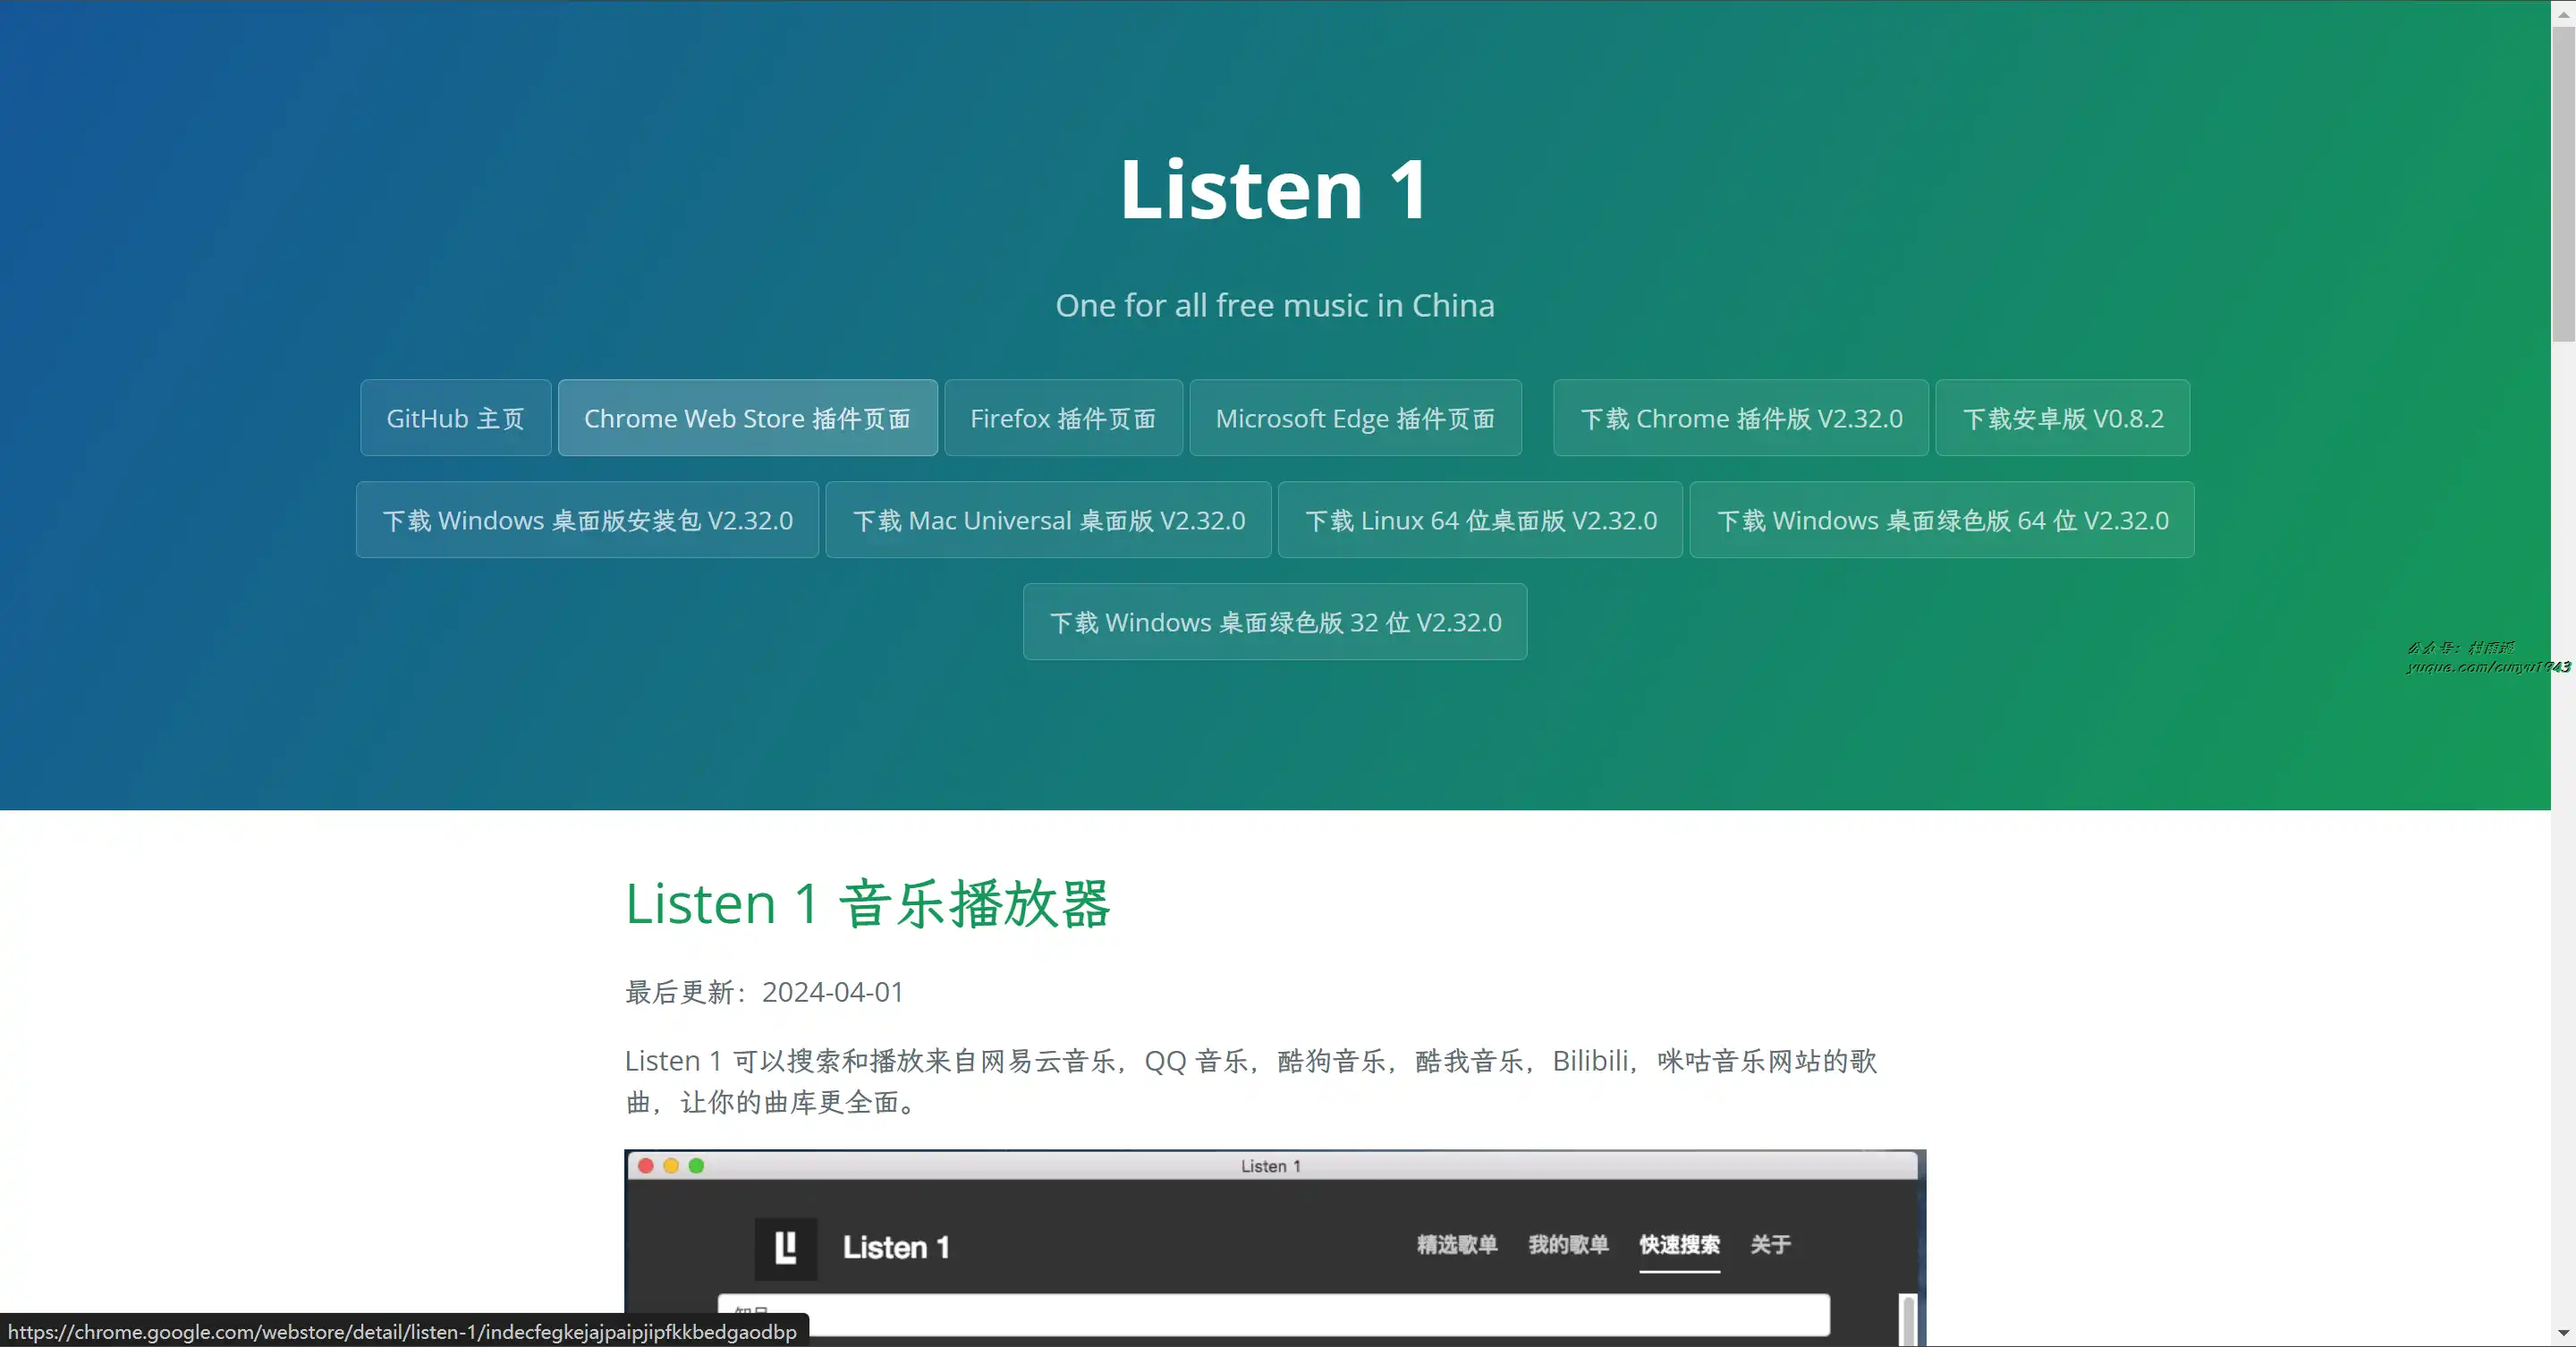 Listen 1
One for all free music in China
GitHub 主页
Chrome Web Store 插件页面
Firefox 插件页面
Microsoft Edge 插件页面
下载 Chrome 插件版 V2.32.0
下载安卓版 V0.8.2
下载 Windows 桌面版安装包 V2.32.0
下载 Mac Universal 桌面版 V2.32.0
下载 Linux 64 位桌面版 V2.32.0
下载 Windows 桌面绿色版 64 位 V2.32.0
下载 Windows 桌面绿色版 32 位 V2.32.0
公众号：村雨遥
yuque.com/cunyu1943
Listen 1 音乐播放器
最后更新：2024-04-01
Listen 1 可以搜索和播放来自网易云音乐，QQ 音乐，酷狗音乐，酷我音乐，Bilibili，咪咕音乐网站的歌
曲，让你的曲库更全面。
Listen 1
Listen 1
精选歌单
我的歌单
快速搜索
关于
https://chrome.google.com/webstore/detail/listen-1/indecfegkejajpaipjipfkkbedgaodbp